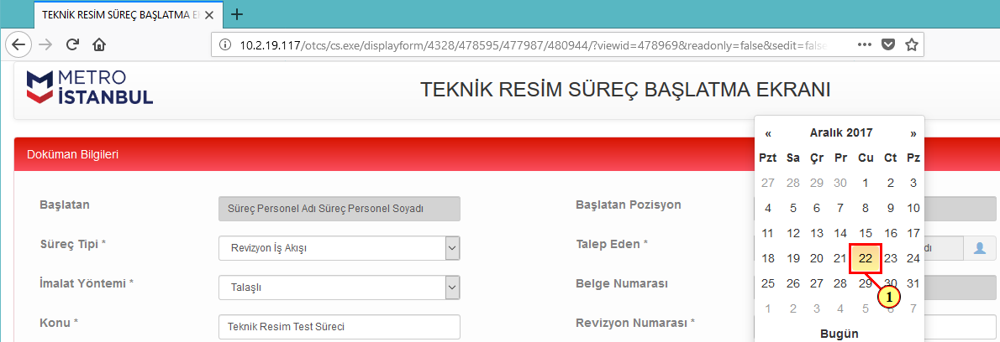 TEKNİK RESİM SÜREÇ BAŞLATMA EK
10.2.19.117/otcs/cs.exe/displayform/4328/478595/477987/480944/?viewid=478969&readonly=false&sedit=false
METRO
İSTANBUL
TEKNİK RESİM SÜREÇ BAŞLATMA EKRANI
Doküman Bilgileri
« Aralık 2017 »
Pzt Sa Çr Pr Cu Ct Pz
27 28 29 30 1 2 3
4 5 6 7 8 9 10
11 12 13 14 15 16 17
18 19 20 21 22 23 24
25 26 27 28 29 30 31
1 2 3 4 5 6 7
Bugün
1
Başlatan Süreç Personel Adı Süreç Personel Soyadı Başlatan Pozisyon
Süreç Tipi * Revizyon İş Akışı Talep Eden *
İmalat Yöntemi * Talaşlı Belge Numarası
Konu * Teknik Resim Test Süreci Revizyon Numarası *